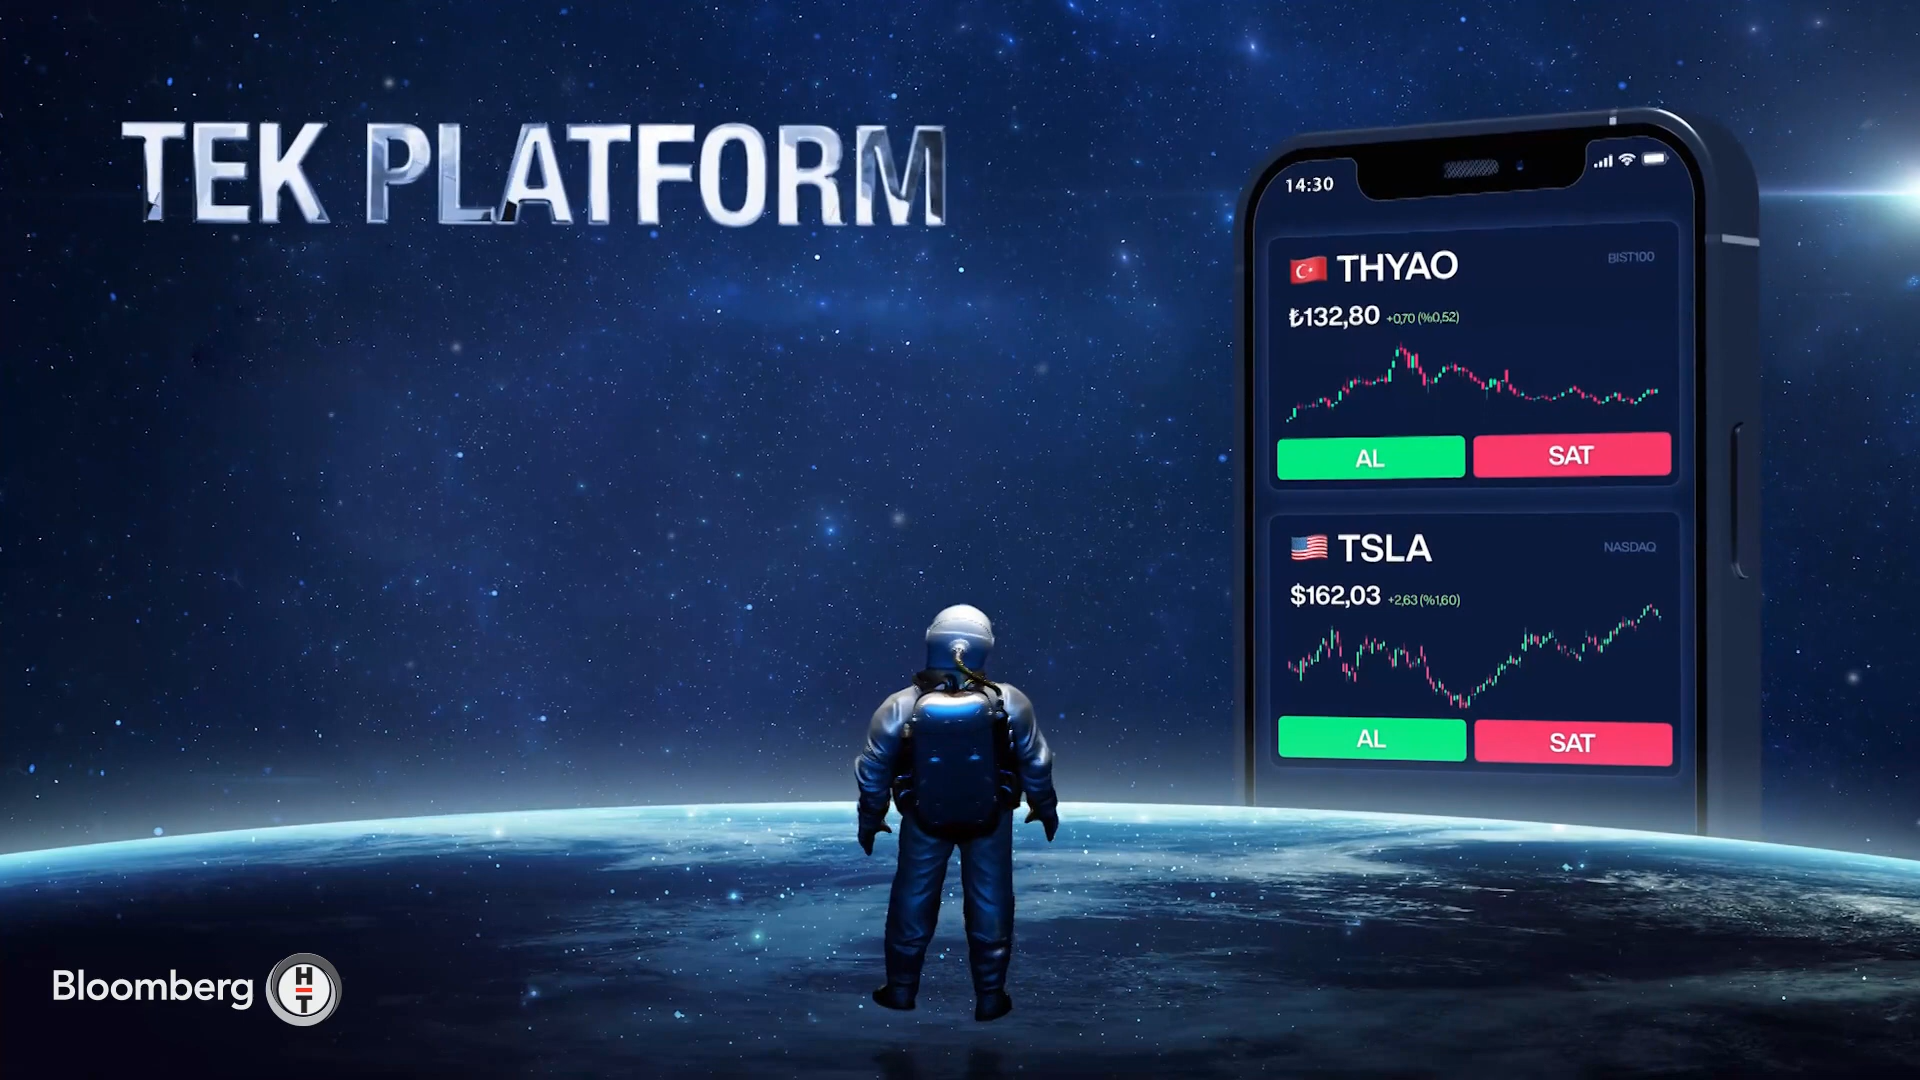 TEK PLATFORM
14:30
THYAO
BIST100
₺132,80 +0,70 (%0,52)
AL
SAT
TSLA
NASDAQ
$162,03 +2,63 (%1,60)
AL
SAT
Bloomberg HT